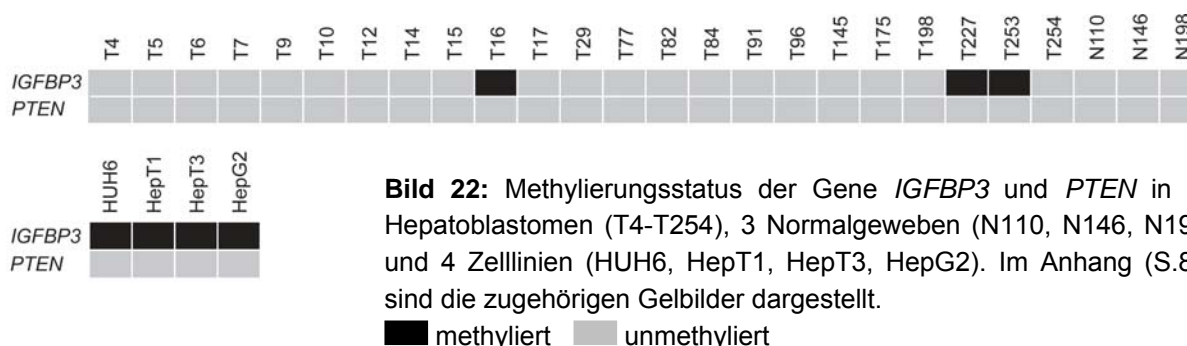 T4 T5 T6 T7 T9 T10 T12 T14 T15 T16 T17 T29 T77 T82 T84 T91 T96 T145 T175 T198 T227 T253 T254 N110 N146 N198
IGFBP3
PTEN
HUH6 HepT1 HepT3 HepG2
IGFBP3
PTEN
Bild 22: Methylierungsstatus der Gene IGFBP3 und PTEN in
Hepatoblastomen (T4-T254), 3 Normalgeweben (N110, N146, N19
und 4 Zelllinien (HUH6, HepT1, HepT3, HepG2). Im Anhang (S.8
sind die zugehörigen Gelbilder dargestellt.
methyliert unmethyliert